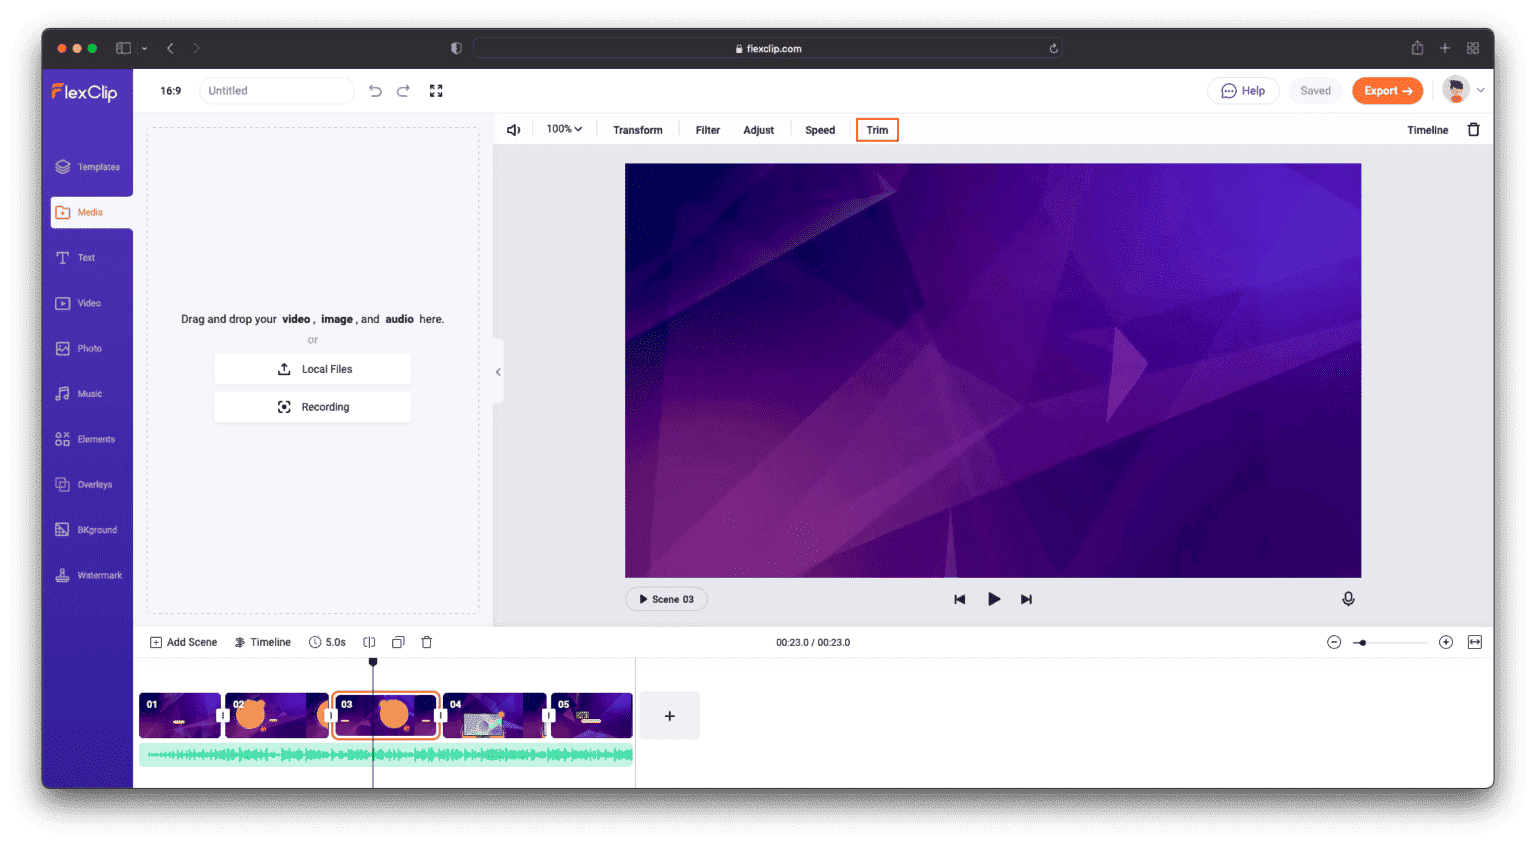 flexclip.com
FlexClip
16:9
Untitled
Help
Saved
Export →
100%
Transform
Filter
Adjust
Speed
Trim
Timeline
Templates
Media
Text
Video
Photo
Music
Elements
Overlays
BKground
Watermark
Drag and drop your video, image, and audio here.
or
Local Files
Recording
Scene 03
Add Scene
Timeline
5.0s
00:23.0 / 00:23.0
01
02
03
04
05
+